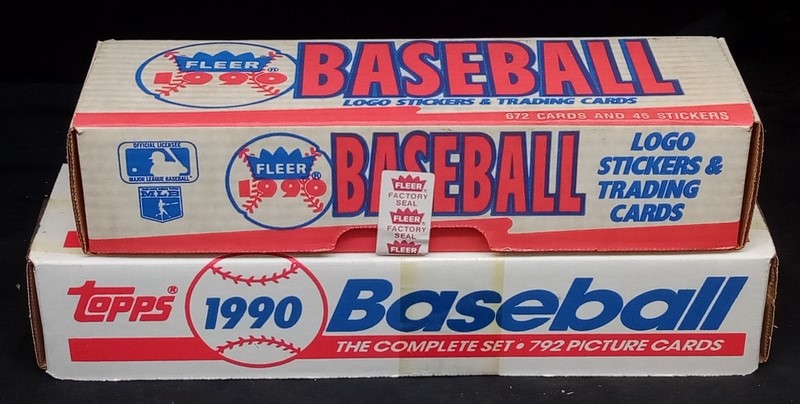 FLEER®
1990
BASEBALL
LOGO STICKERS & TRADING CARDS
672 CARDS AND 45 STICKERS
OFFICIAL LICENSEE
MAJOR LEAGUE BASEBALL
FLEER
1990
BASEBALL
LOGO
STICKERS &
TRADING
CARDS
FLEER
FACTORY
SEAL
FLEER
FACTORY
SEAL
FLEER
Topps®
1990
Baseball
THE COMPLETE SET • 792 PICTURE CARDS